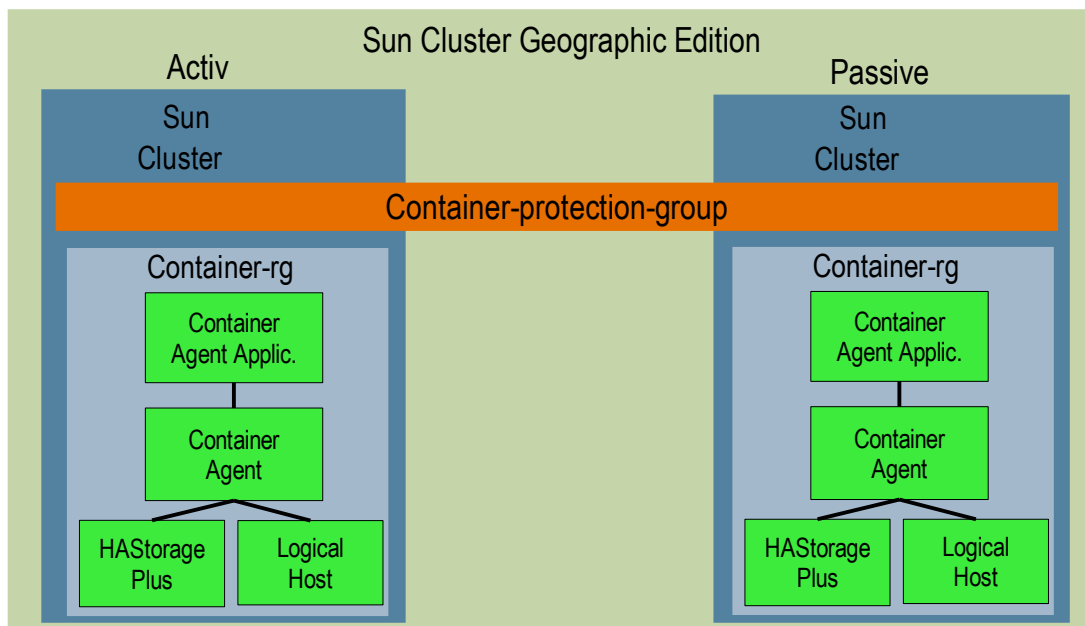 Sun Cluster Geographic Edition
Activ
Passive
Sun
Cluster
Sun
Cluster
Container-protection-group
Container-rg
Container
Agent Applic.
Container
Agent
HAStorage
Plus
Logical
Host
Container-rg
Container
Agent Applic.
Container
Agent
HAStorage
Plus
Logical
Host